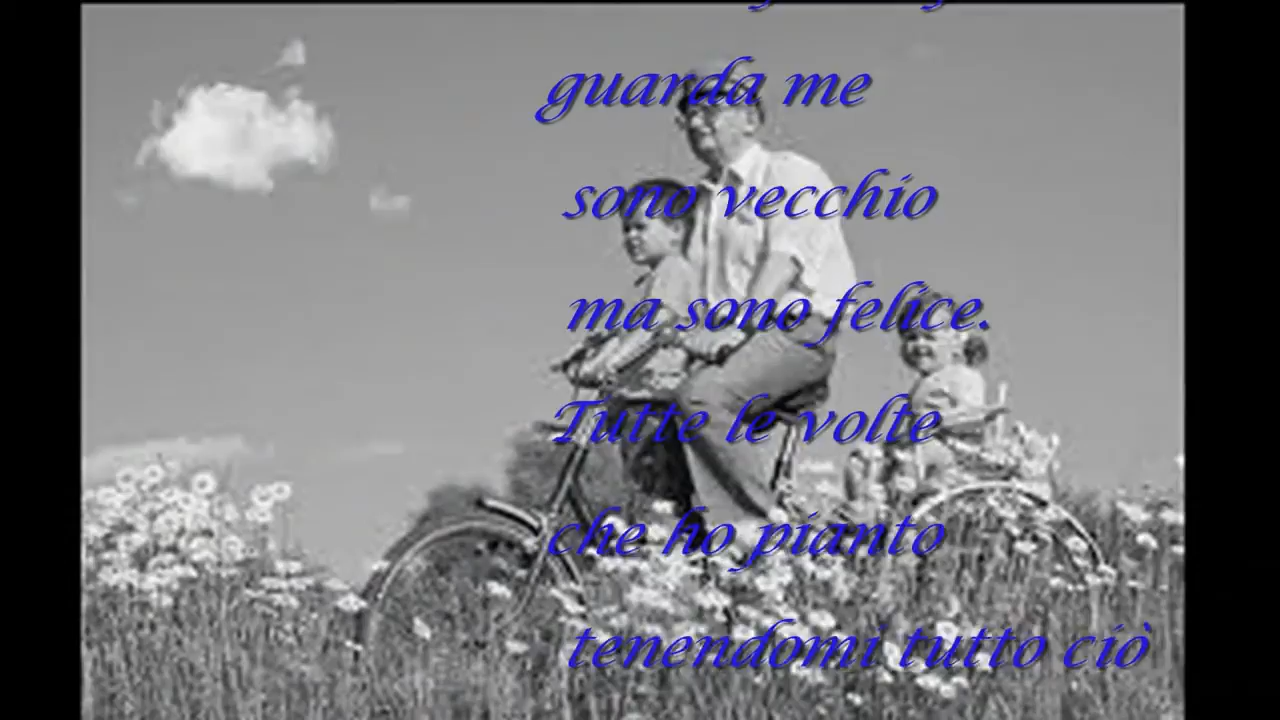 guarda me
sono vecchio
ma sono felice.
Tutte le volte
che ho pianto
tenendomi tutto ciò